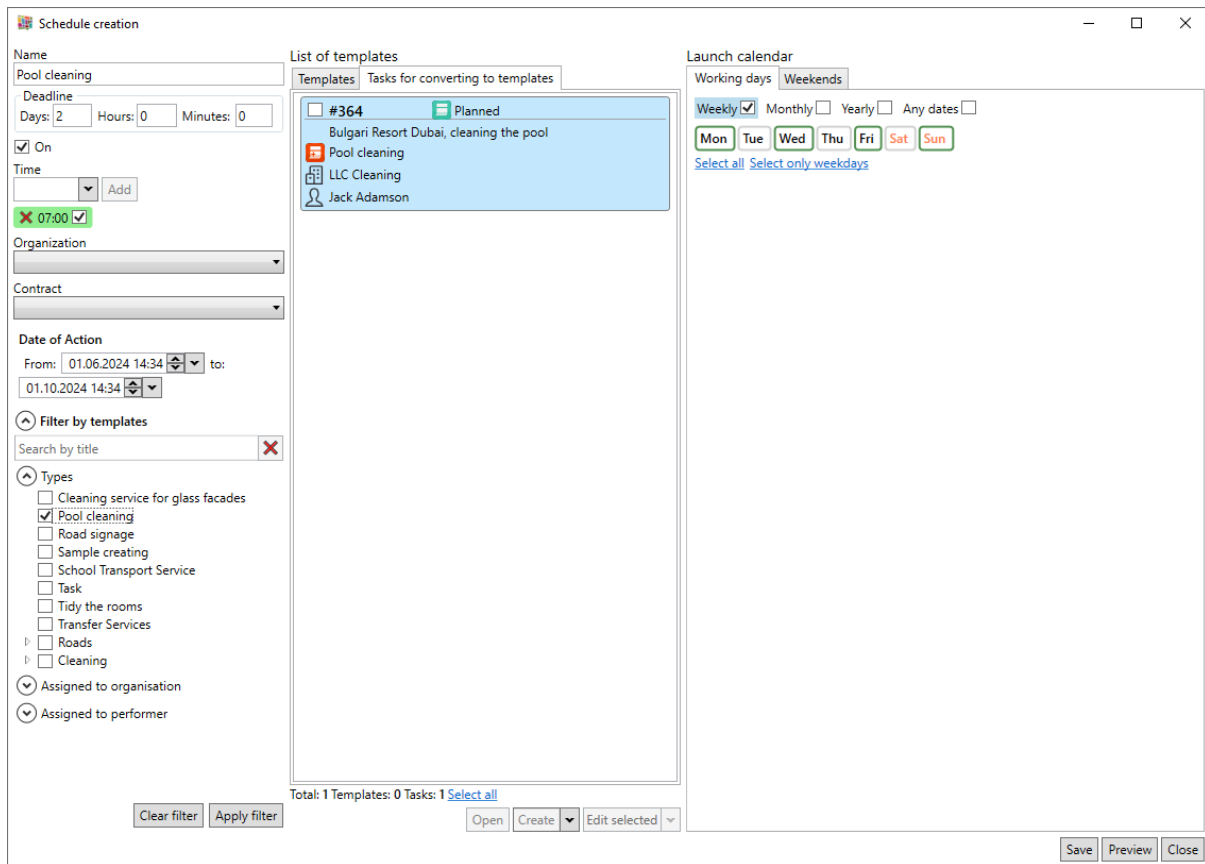 Schedule creation
Name
Pool cleaning
Deadline
Days: 2 Hours: 0 Minutes: 0
On
Time
Add
07:00
Organization
Contract
Date of Action
From: 01.06.2024 14:34 to:
01.10.2024 14:34
Filter by templates
Search by title
Types
Cleaning service for glass facades
Pool cleaning
Road signage
Sample creating
School Transport Service
Task
Tidy the rooms
Transfer Services
Roads
Cleaning
Assigned to organisation
Assigned to performer
Clear filter Apply filter
List of templates
Templates Tasks for converting to templates
#364 Planned
Bulgari Resort Dubai, cleaning the pool
Pool cleaning
LLC Cleaning
Jack Adamson
Total: 1 Templates: 0 Tasks: 1 Select all
Open Create Edit selected
Launch calendar
Working days Weekends
Weekly Monthly Yearly Any dates
Mon Tue Wed Thu Fri Sat Sun
Select all Select only weekdays
Save Preview Close